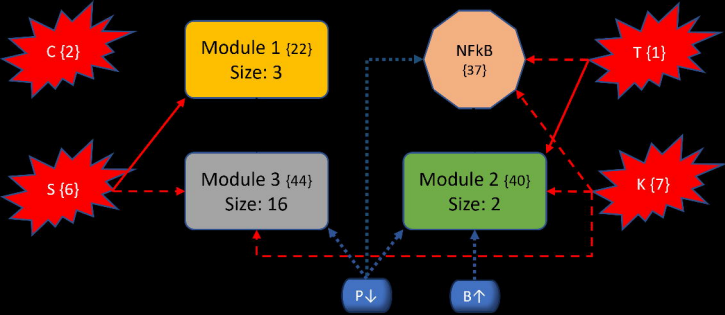 C {2}
Module 1 {22}
Size: 3
NFkB
{37}
T {1}
S {6}
Module 3 {44}
Size: 16
Module 2 {40}
Size: 2
K {7}
P↓
B↑